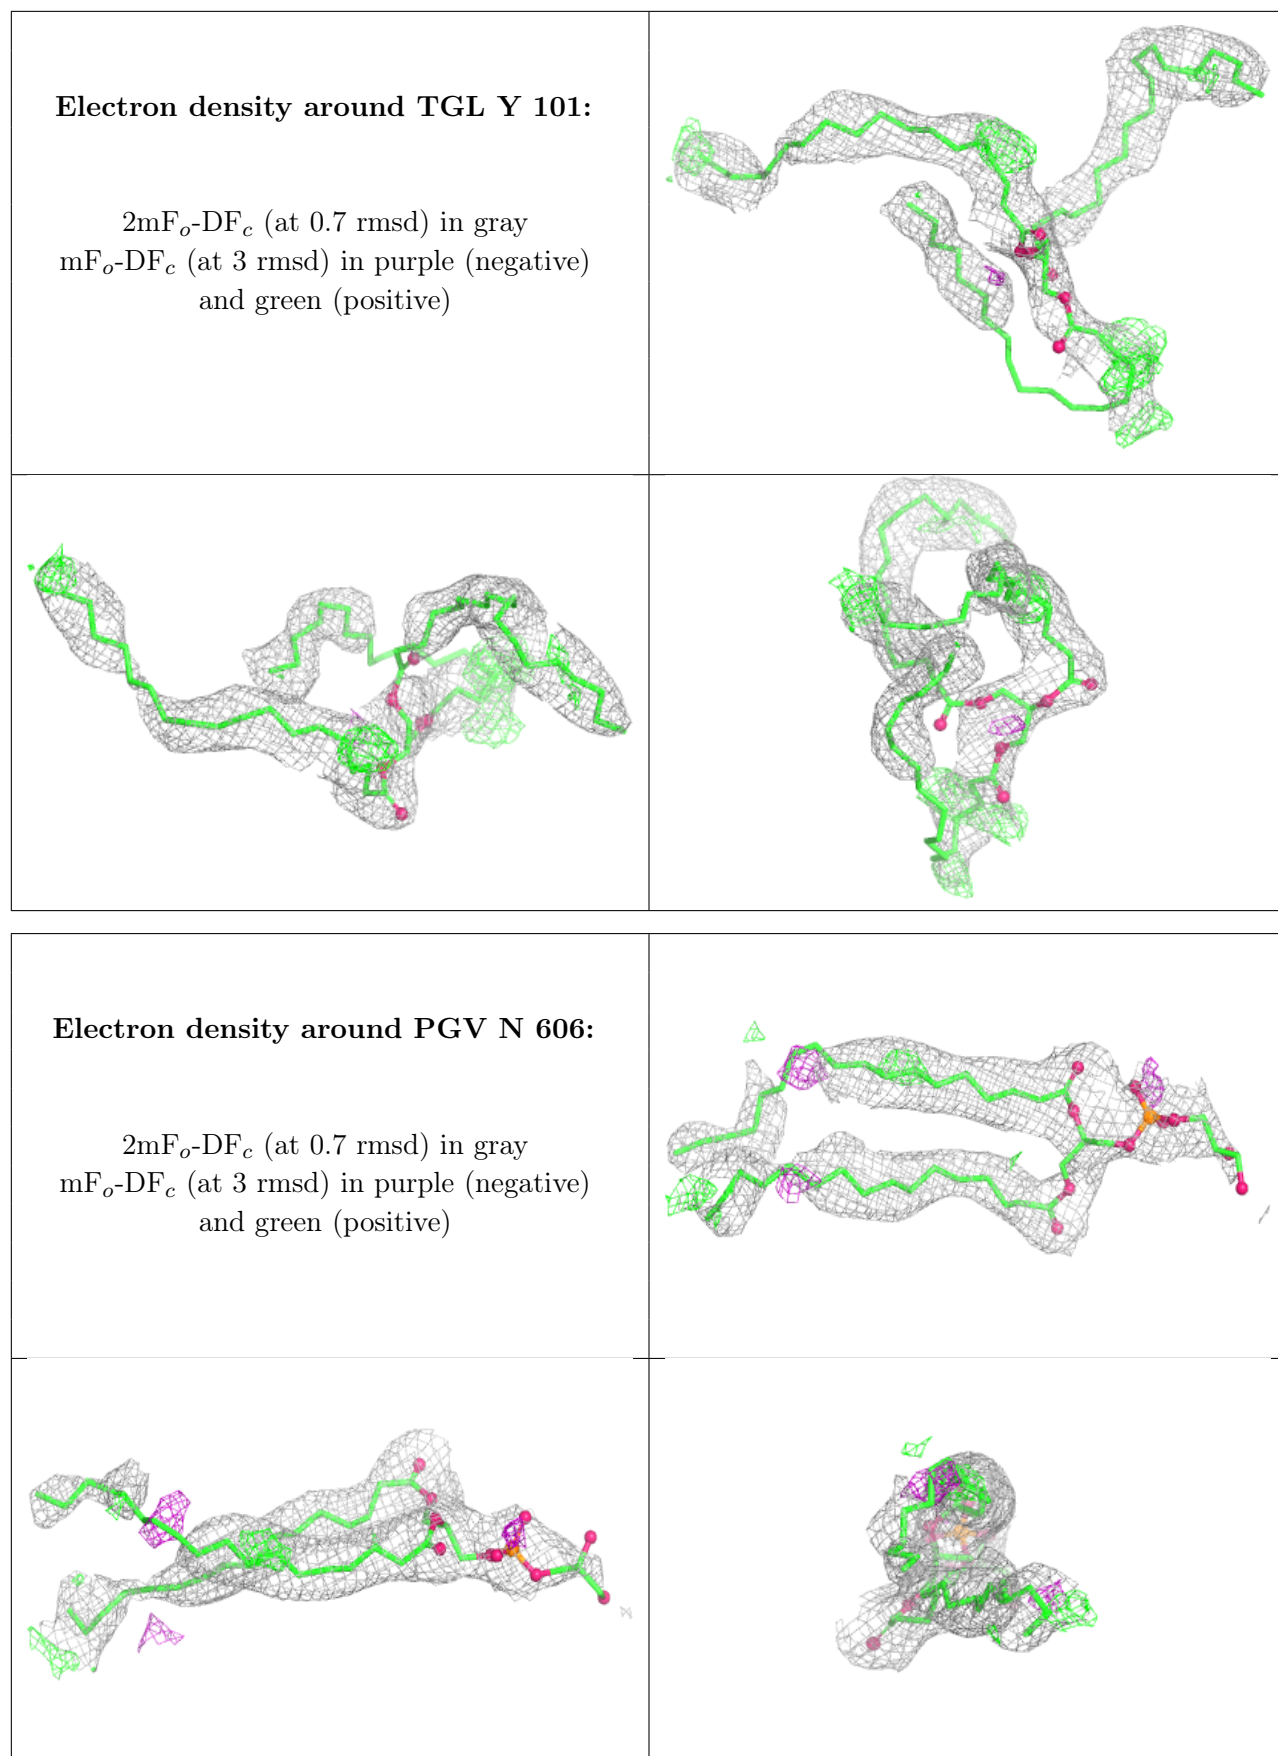 Electron density around TGL Y 101:
2mFo-DFc (at 0.7 rmsd) in gray
mFo-DFc (at 3 rmsd) in purple (negative)
and green (positive)
Electron density around PGV N 606:
2mFo-DFc (at 0.7 rmsd) in gray
mFo-DFc (at 3 rmsd) in purple (negative)
and green (positive)